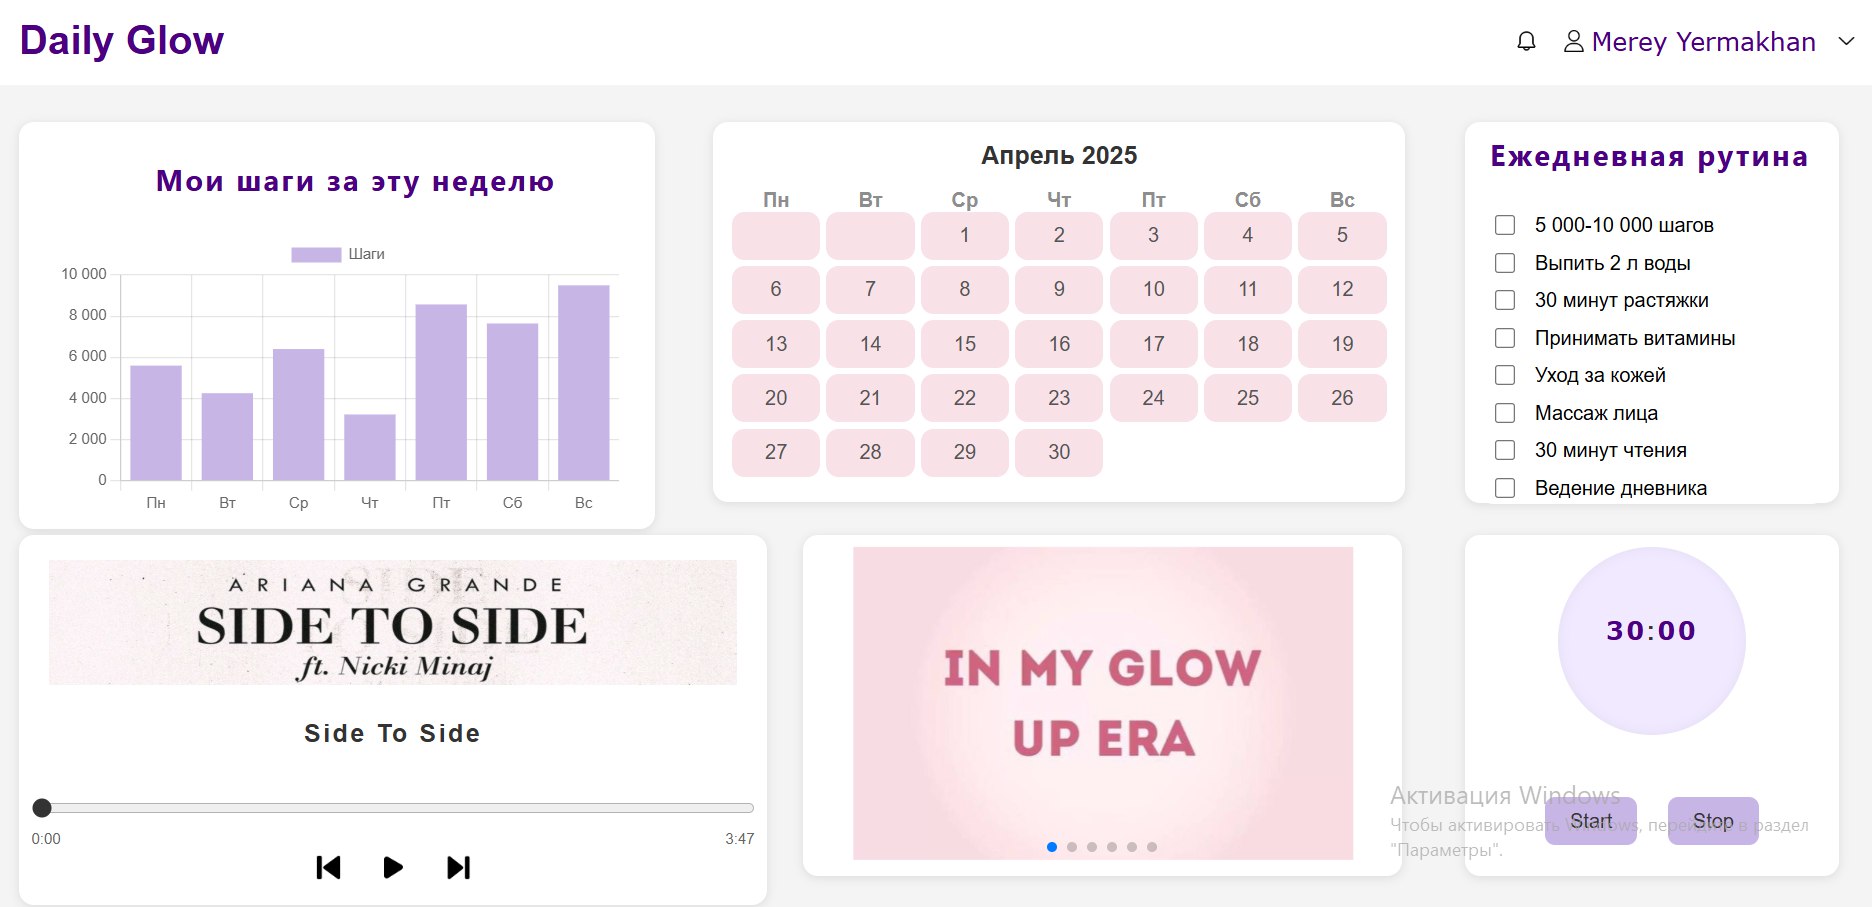 Daily Glow
Merey Yermakhan
Мои шаги за эту неделю
Шаги
10 000
8 000
6 000
4 000
2 000
0
Пн Вт Ср Чт Пт Сб Вс
Апрель 2025
Пн Вт Ср Чт Пт Сб Вс
1 2 3 4 5
6 7 8 9 10 11 12
13 14 15 16 17 18 19
20 21 22 23 24 25 26
27 28 29 30
Ежедневная рутина
5 000-10 000 шагов
Выпить 2 л воды
30 минут растяжки
Принимать витамины
Уход за кожей
Массаж лица
30 минут чтения
Ведение дневника
ARIANA GRANDE
SIDE TO SIDE
ft. Nicki Minaj
Side To Side
0:00 3:47
IN MY GLOW
UP ERA
30:00
Start Stop
Активация Windows
Чтобы активировать Windows, перейдите в раздел
"Параметры".